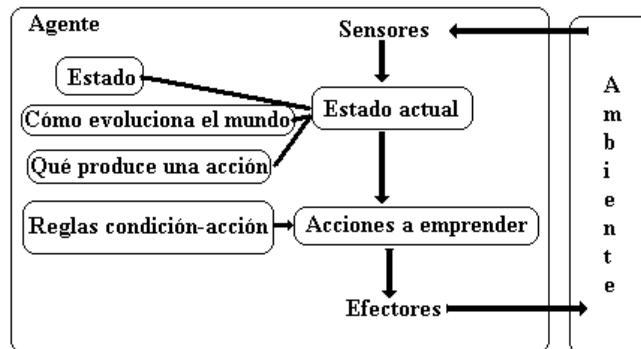 Agente
Sensores
Estado
Estado actual
Cómo evoluciona el mundo
Qué produce una acción
Reglas condición-acción
Acciones a emprender
Efectores
Ambiente